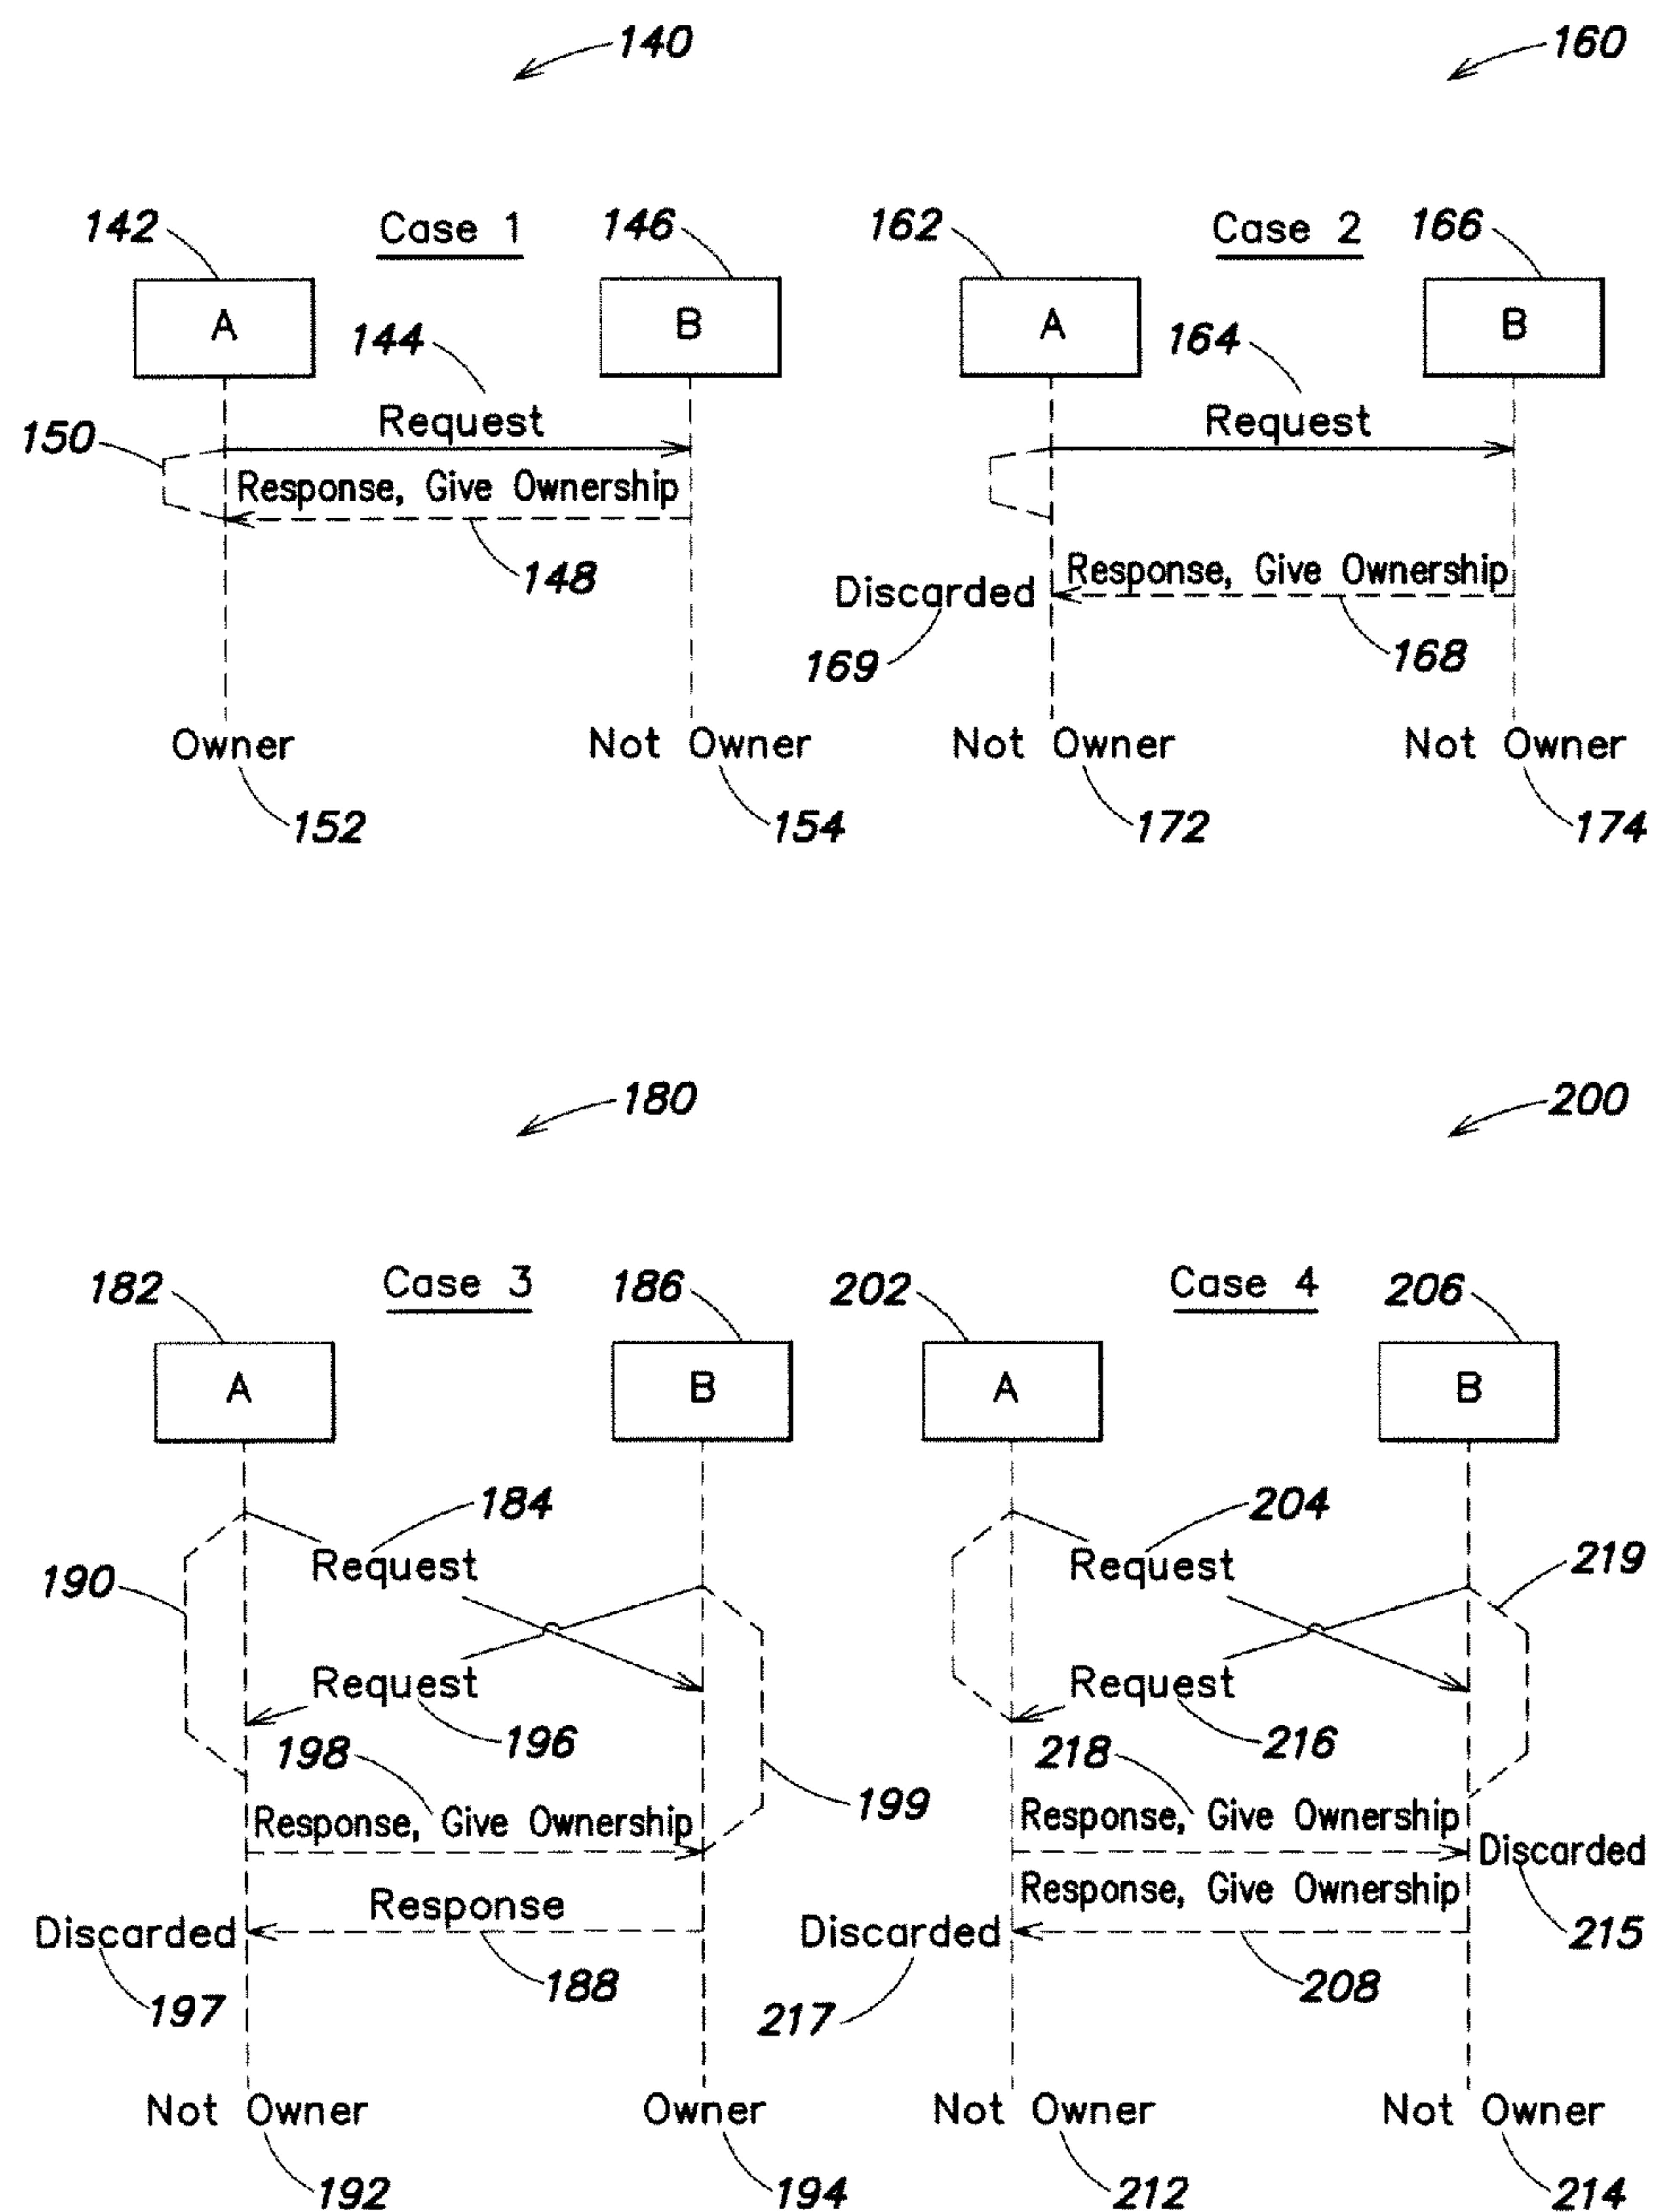 140
160
142
Case 1
146
162
Case 2
166
A
B
A
B
144
164
Request
Request
150
Response, Give Ownership
148
Response, Give Ownership
Discarded
169
168
Owner
Not Owner
Not Owner
Not Owner
152
154
172
174
180
200
182
Case 3
186
202
Case 4
206
A
B
A
B
184
204
Request
Request
190
219
Request
Request
198
196
218
216
199
Response, Give Ownership
Response, Give Ownership
Discarded
Response, Give Ownership
Response
Discarded
Discarded
215
197
188
217
208
Not Owner
Owner
Not Owner
Not Owner
192
194
212
214